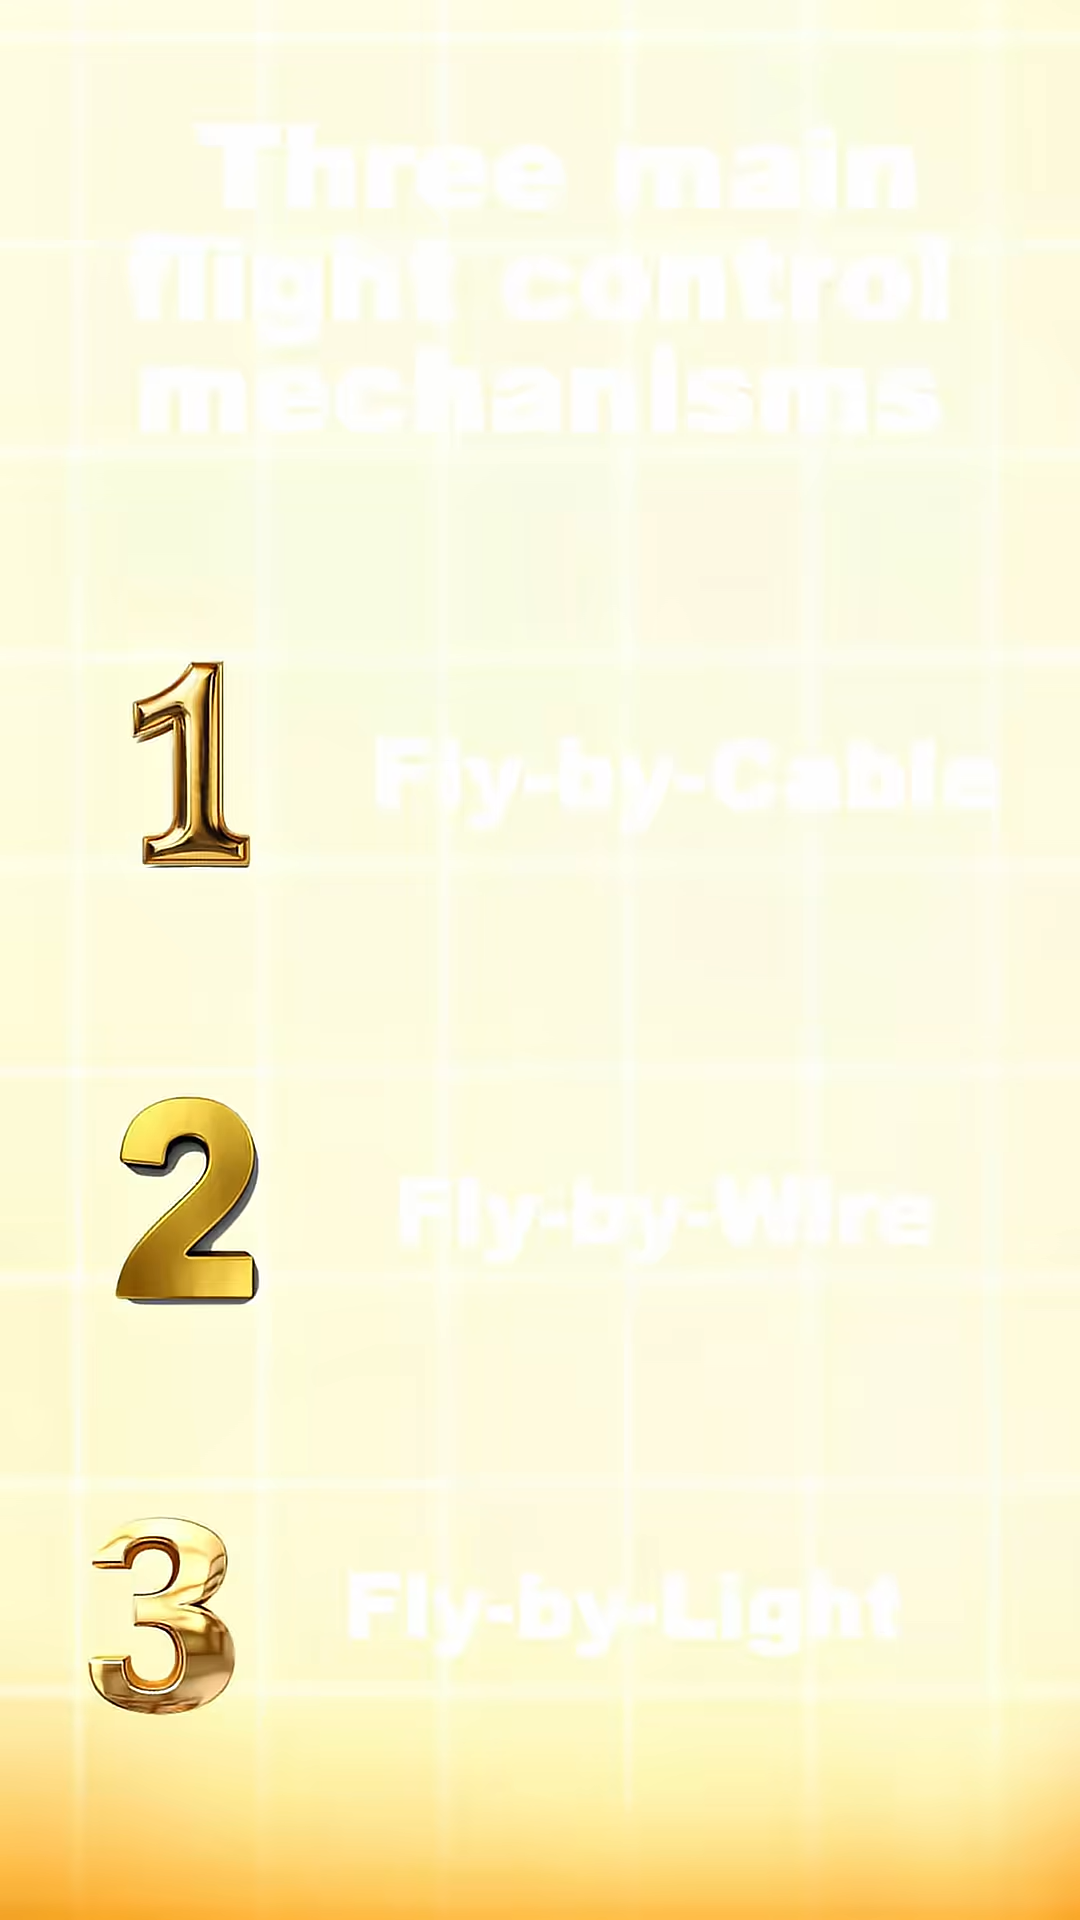 Three main
flight control
mechanisms
1
Fly-by-Cable
2
Fly-by-Wire
3
Fly-by-Light